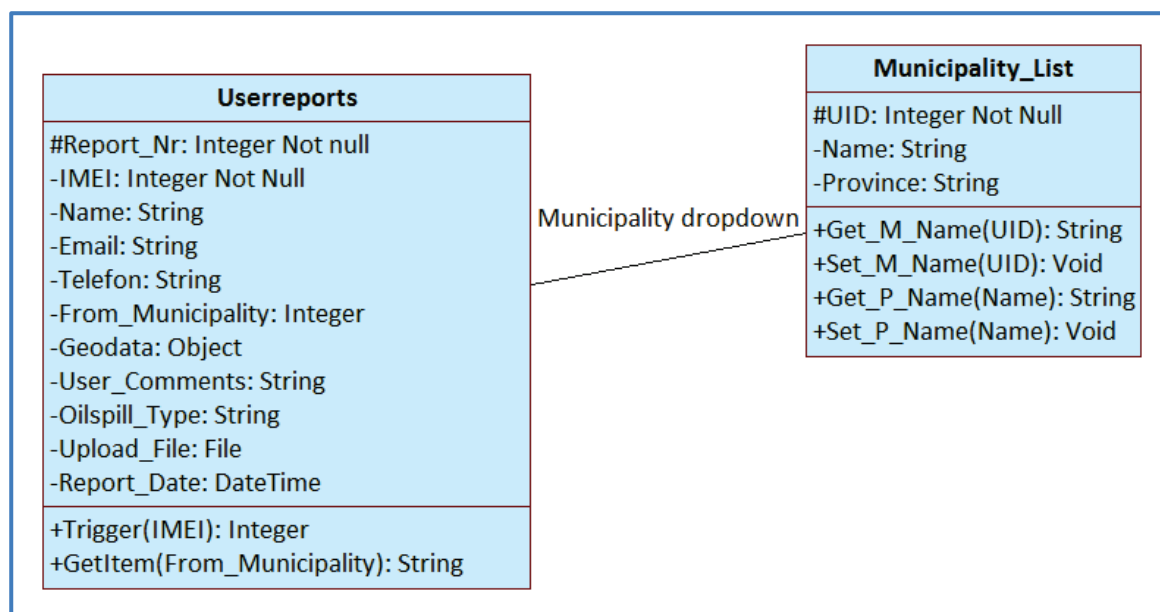 Userreports
#Report_Nr: Integer Not null
-IMEI: Integer Not Null
-Name: String
-Email: String
-Telefon: String
-From_Municipality: Integer
-Geodata: Object
-User_Comments: String
-Oilspill_Type: String
-Upload_File: File
-Report_Date: DateTime
+Trigger(IMEI): Integer
+GetItem(From_Municipality): String
Municipality dropdown
Municipality_List
#UID: Integer Not Null
-Name: String
-Province: String
+Get_M_Name(UID): String
+Set_M_Name(UID): Void
+Get_P_Name(Name): String
+Set_P_Name(Name): Void